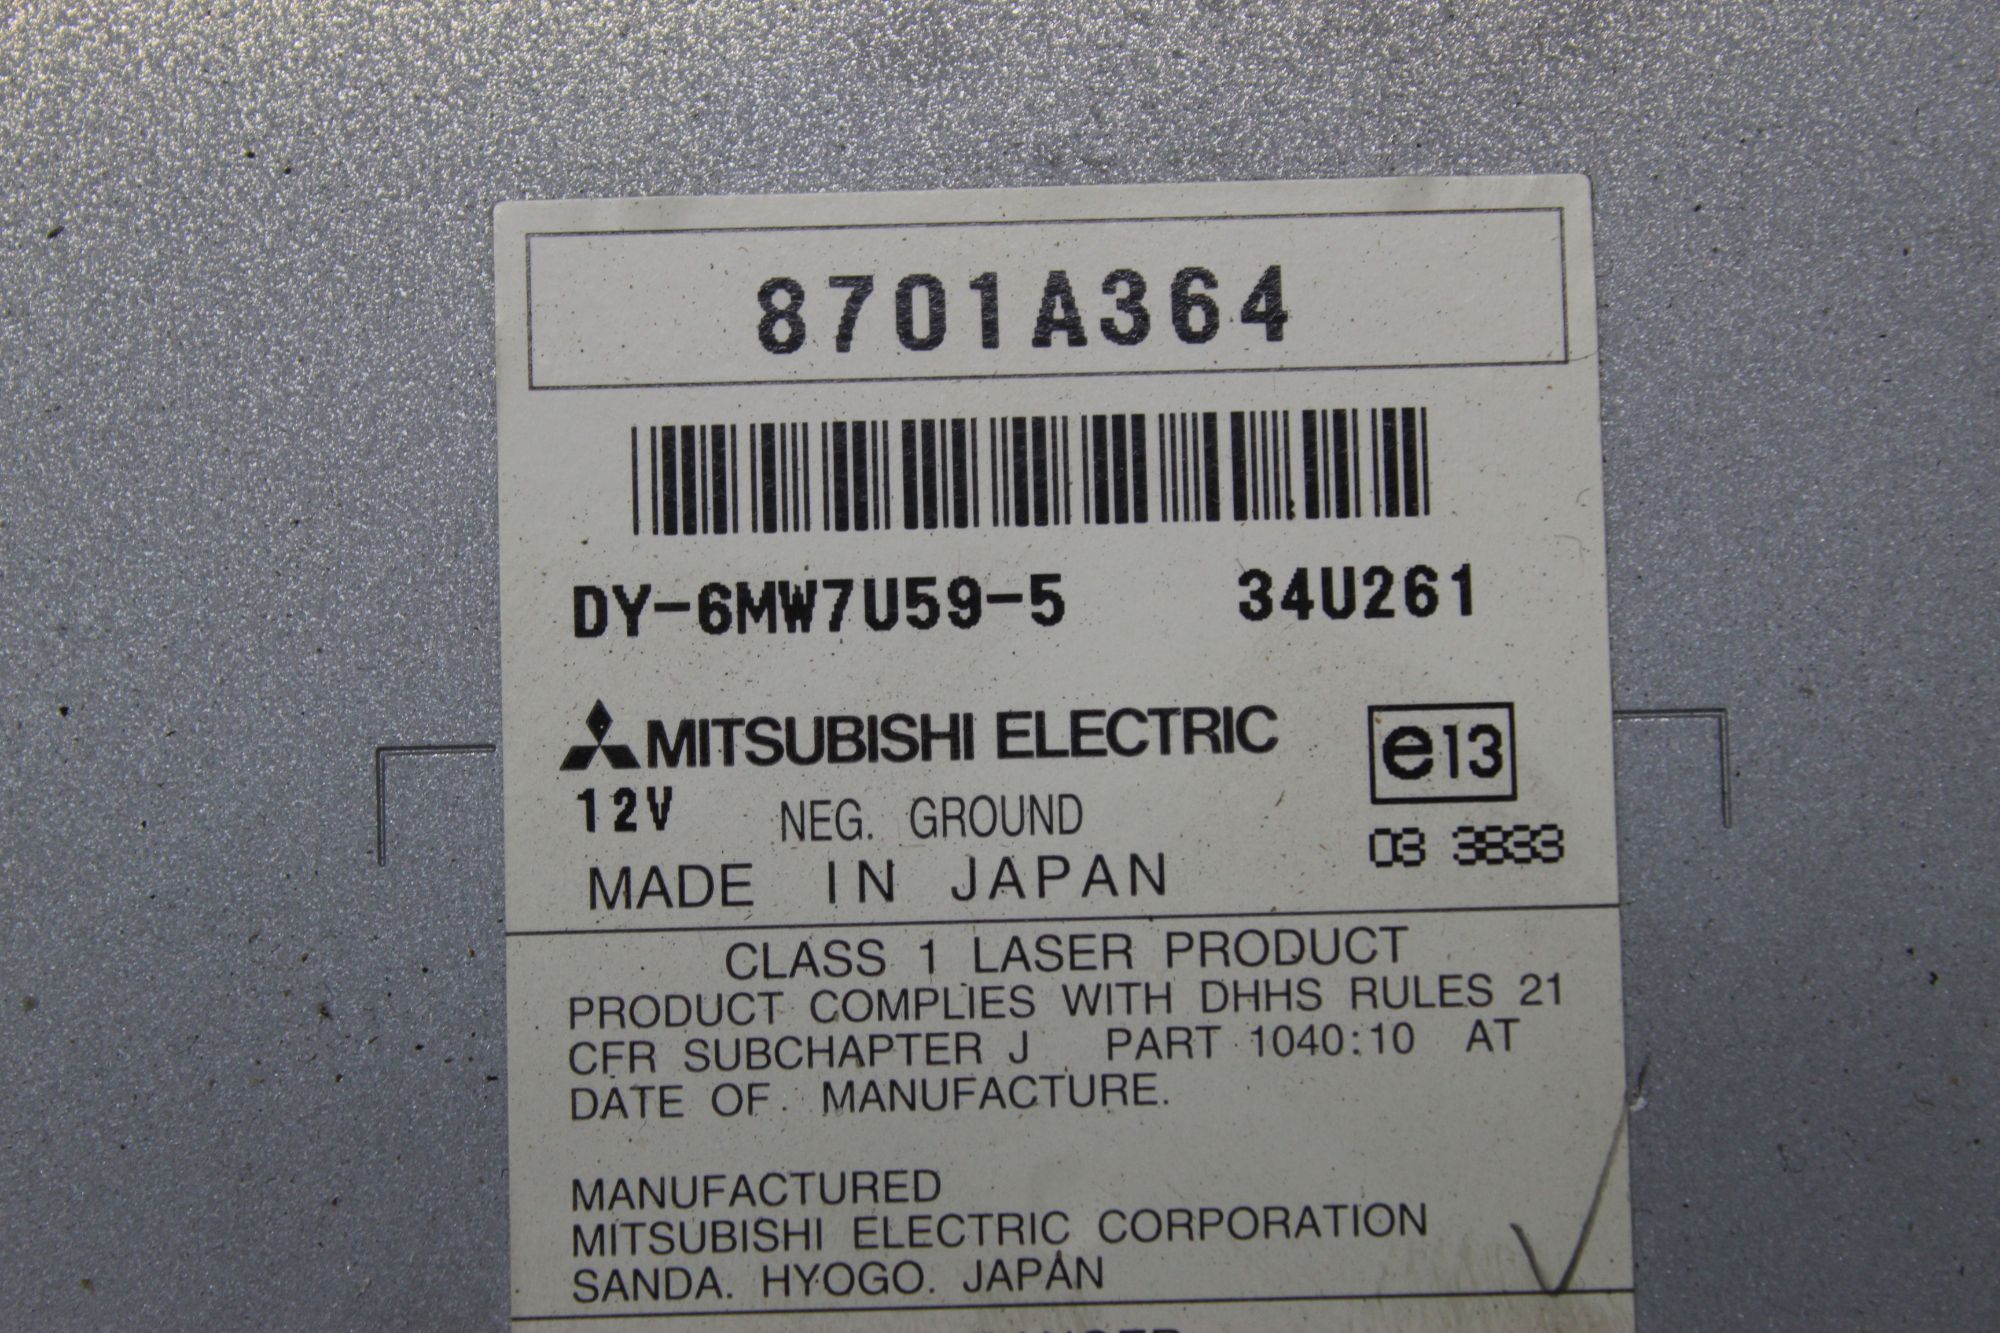 8701A364
DY-6MW7U59-5 34U261
MITSUBISHI ELECTRIC
e13
12V NEG. GROUND
03 3833
MADE IN JAPAN
CLASS 1 LASER PRODUCT
PRODUCT COMPLIES WITH DHHS RULES 21
CFR SUBCHAPTER J PART 1040:10 AT
DATE OF. MANUFACTURE.
MANUFACTURED
MITSUBISHI ELECTRIC CORPORATION
SANDA. HYOGO. JAPAN